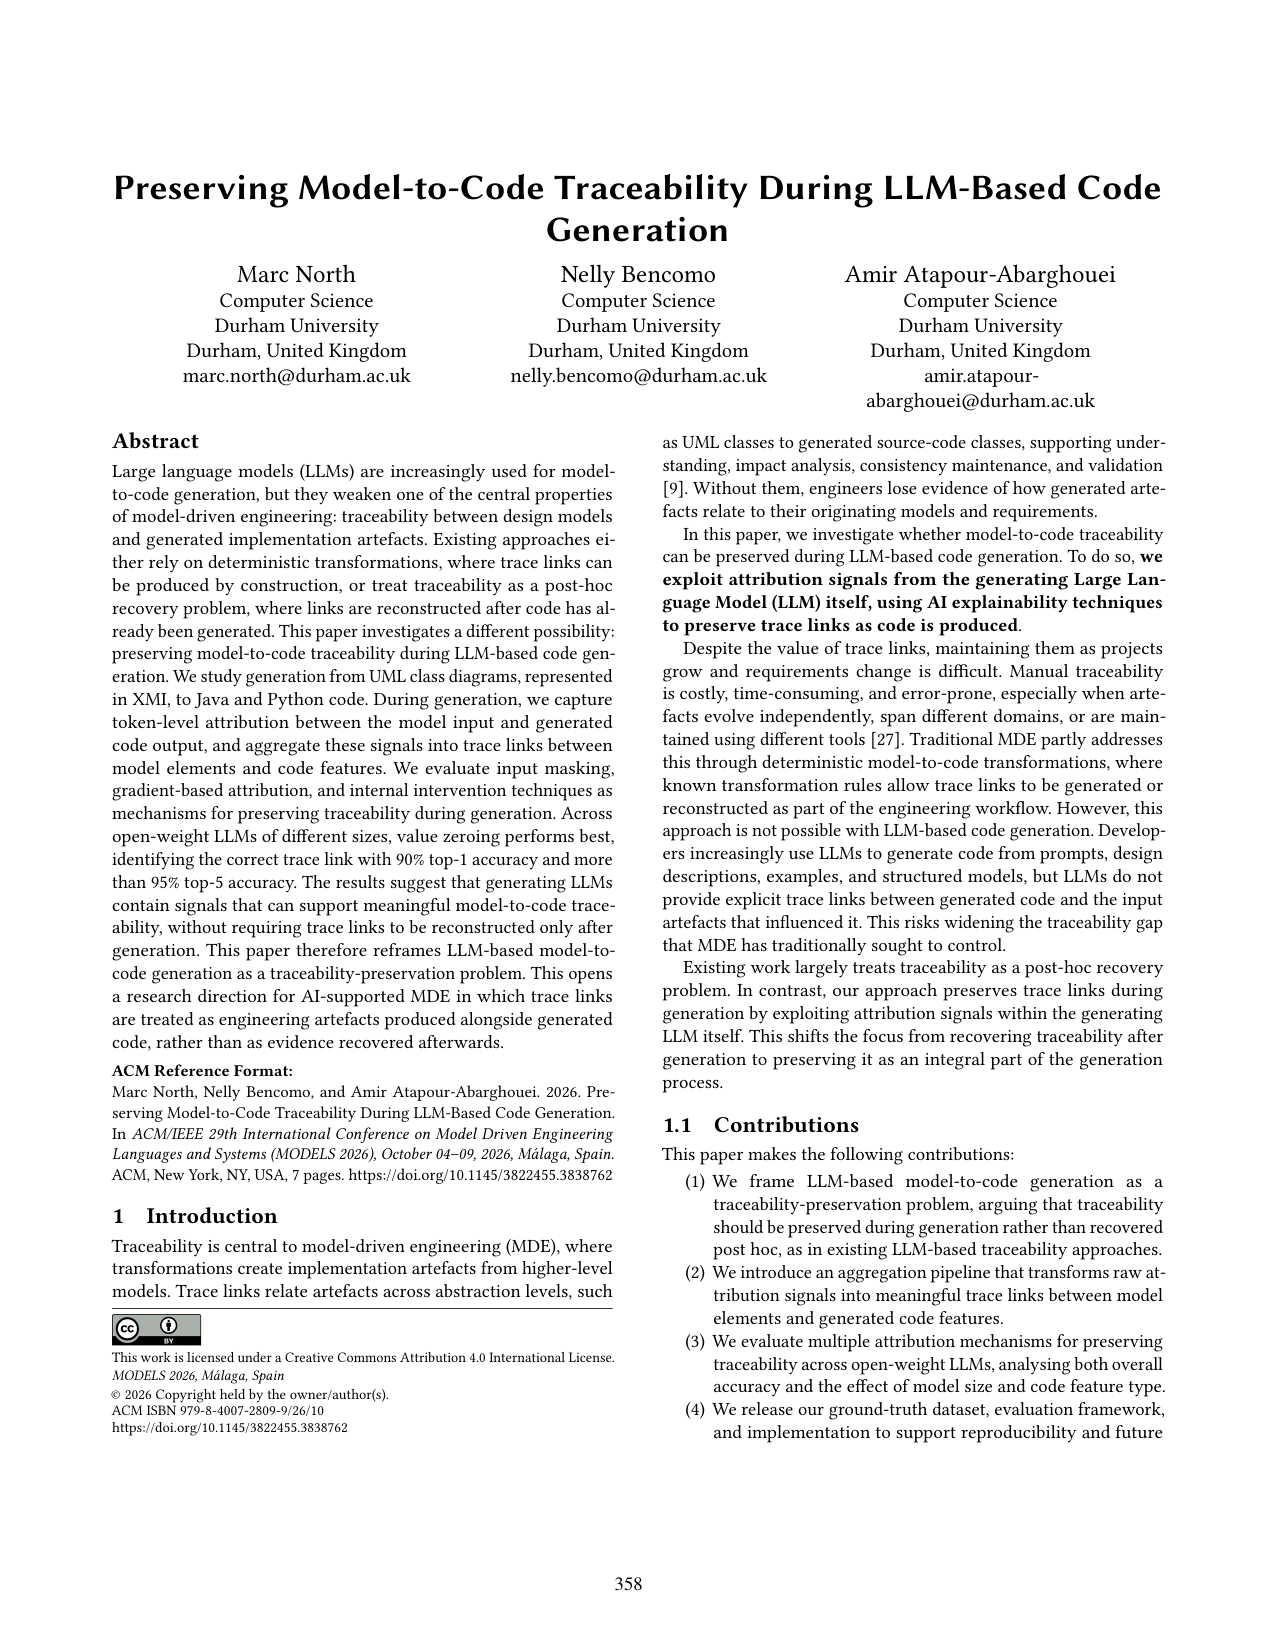 Preserving Model-to-Code Traceability During LLM-Based Code
Generation
Marc North
Computer Science
Durham University
Durham, United Kingdom
marc.north@durham.ac.uk
Nelly Bencomo
Computer Science
Durham University
Durham, United Kingdom
nelly.bencomo@durham.ac.uk
Amir Atapour-Abarghouei
Computer Science
Durham University
Durham, United Kingdom
amir.atapour-
abarghouei@durham.ac.uk
Abstract
Large language models (LLMs) are increasingly used for model-
to-code generation, but they weaken one of the central properties
of model-driven engineering: traceability between design models
and generated implementation artefacts. Existing approaches ei-
ther rely on deterministic transformations, where trace links can
be produced by construction, or treat traceability as a post-hoc
recovery problem, where links are reconstructed after code has al-
ready been generated. This paper investigates a different possibility:
preserving model-to-code traceability during LLM-based code gen-
eration. We study generation from UML class diagrams, represented
in XMI, to Java and Python code. During generation, we capture
token-level attribution between the model input and generated
code output, and aggregate these signals into trace links between
model elements and code features. We evaluate input masking,
gradient-based attribution, and internal intervention techniques as
mechanisms for preserving traceability during generation. Across
open-weight LLMs of different sizes, value zeroing performs best,
identifying the correct trace link with 90% top-1 accuracy and more
than 95% top-5 accuracy. The results suggest that generating LLMs
contain signals that can support meaningful model-to-code trace-
ability, without requiring trace links to be reconstructed only after
generation. This paper therefore reframes LLM-based model-to-
code generation as a traceability-preservation problem. This opens
a research direction for AI-supported MDE in which trace links
are treated as engineering artefacts produced alongside generated
code, rather than as evidence recovered afterwards.
ACM Reference Format:
Marc North, Nelly Bencomo, and Amir Atapour-Abarghouei. 2026. Pre-
serving Model-to-Code Traceability During LLM-Based Code Generation.
In ACM/IEEE 29th International Conference on Model Driven Engineering
Languages and Systems (MODELS 2026), October 04–09, 2026, Málaga, Spain.
ACM, New York, NY, USA, 7 pages. https://doi.org/10.1145/3822455.3838762
1 Introduction
Traceability is central to model-driven engineering (MDE), where
transformations create implementation artefacts from higher-level
models. Trace links relate artefacts across abstraction levels, such
cc BY
This work is licensed under a Creative Commons Attribution 4.0 International License.
MODELS 2026, Málaga, Spain
© 2026 Copyright held by the owner/author(s).
ACM ISBN 979-8-4007-2809-9/26/10
https://doi.org/10.1145/3822455.3838762
as UML classes to generated source-code classes, supporting under-
standing, impact analysis, consistency maintenance, and validation
[9]. Without them, engineers lose evidence of how generated arte-
facts relate to their originating models and requirements.
In this paper, we investigate whether model-to-code traceability
can be preserved during LLM-based code generation. To do so, we
exploit attribution signals from the generating Large Lan-
guage Model (LLM) itself, using AI explainability techniques
to preserve trace links as code is produced.
Despite the value of trace links, maintaining them as projects
grow and requirements change is difficult. Manual traceability
is costly, time-consuming, and error-prone, especially when arte-
facts evolve independently, span different domains, or are main-
tained using different tools [27]. Traditional MDE partly addresses
this through deterministic model-to-code transformations, where
known transformation rules allow trace links to be generated or
reconstructed as part of the engineering workflow. However, this
approach is not possible with LLM-based code generation. Develop-
ers increasingly use LLMs to generate code from prompts, design
descriptions, examples, and structured models, but LLMs do not
provide explicit trace links between generated code and the input
artefacts that influenced it. This risks widening the traceability gap
that MDE has traditionally sought to control.
Existing work largely treats traceability as a post-hoc recovery
problem. In contrast, our approach preserves trace links during
generation by exploiting attribution signals within the generating
LLM itself. This shifts the focus from recovering traceability after
generation to preserving it as an integral part of the generation
process.
1.1 Contributions
This paper makes the following contributions:
(1) We frame LLM-based model-to-code generation as a
traceability-preservation problem, arguing that traceability
should be preserved during generation rather than recovered
post hoc, as in existing LLM-based traceability approaches.
(2) We introduce an aggregation pipeline that transforms raw at-
tribution signals into meaningful trace links between model
elements and generated code features.
(3) We evaluate multiple attribution mechanisms for preserving
traceability across open-weight LLMs, analysing both overall
accuracy and the effect of model size and code feature type.
(4) We release our ground-truth dataset, evaluation framework,
and implementation to support reproducibility and future
358